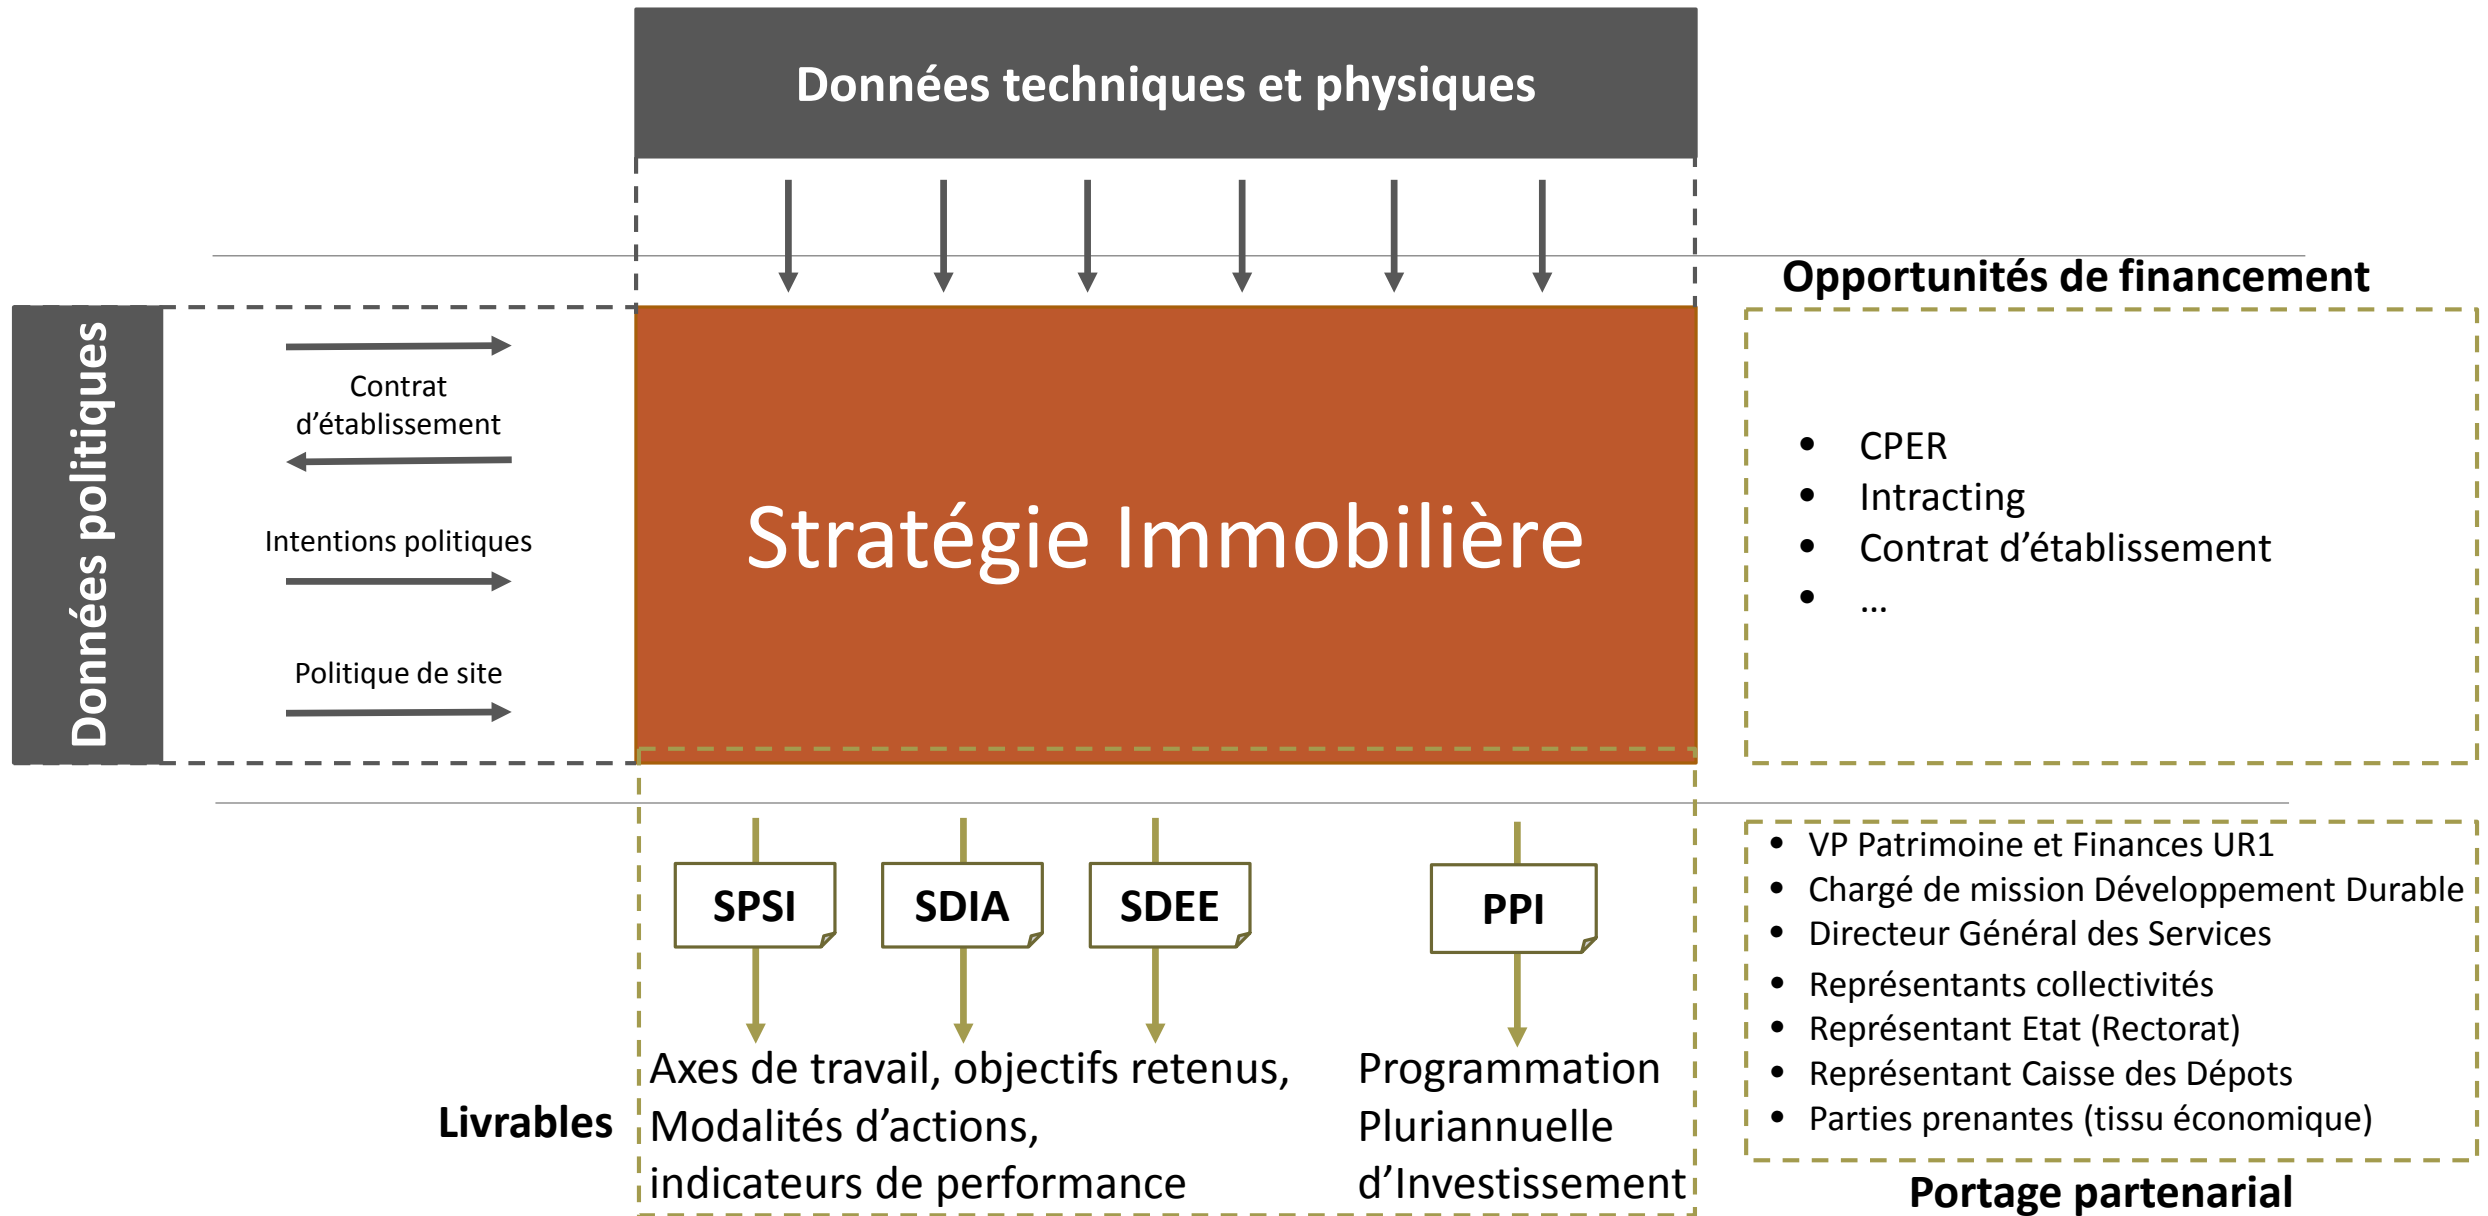 Données techniques et physiques
Données politiques
Contrat
d’établissement
Intentions politiques
Politique de site
Stratégie Immobilière
Opportunités de financement
• CPER
• Intracting
• Contrat d’établissement
• …
Livrables
SPSI
SDIA
SDEE
PPI
Axes de travail, objectifs retenus,
Modalités d’actions,
indicateurs de performance
Programmation
Pluriannuelle
d’Investissement
• VP Patrimoine et Finances UR1
• Chargé de mission Développement Durable
• Directeur Général des Services
• Représentants collectivités
• Représentant Etat (Rectorat)
• Représentant Caisse des Dépots
• Parties prenantes (tissu économique)
Portage partenarial